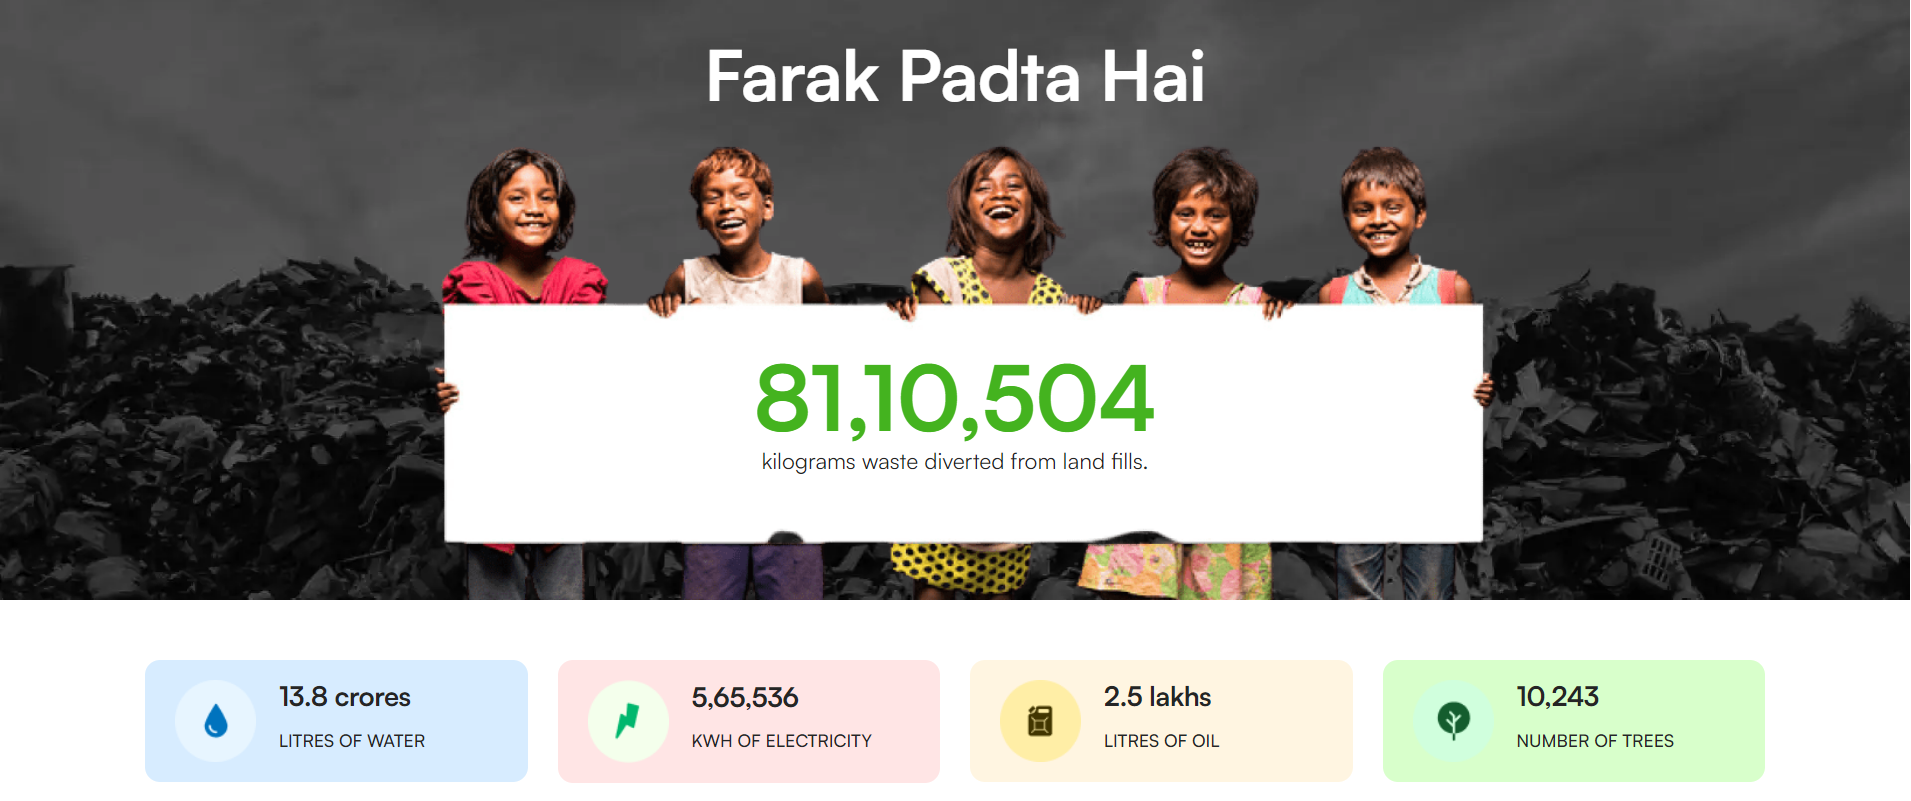 Farak Padta Hai
81,10,504
kilograms waste diverted from land fills.
13.8 crores
LITRES OF WATER
5,65,536
KWH OF ELECTRICITY
2.5 lakhs
LITRES OF OIL
10,243
NUMBER OF TREES